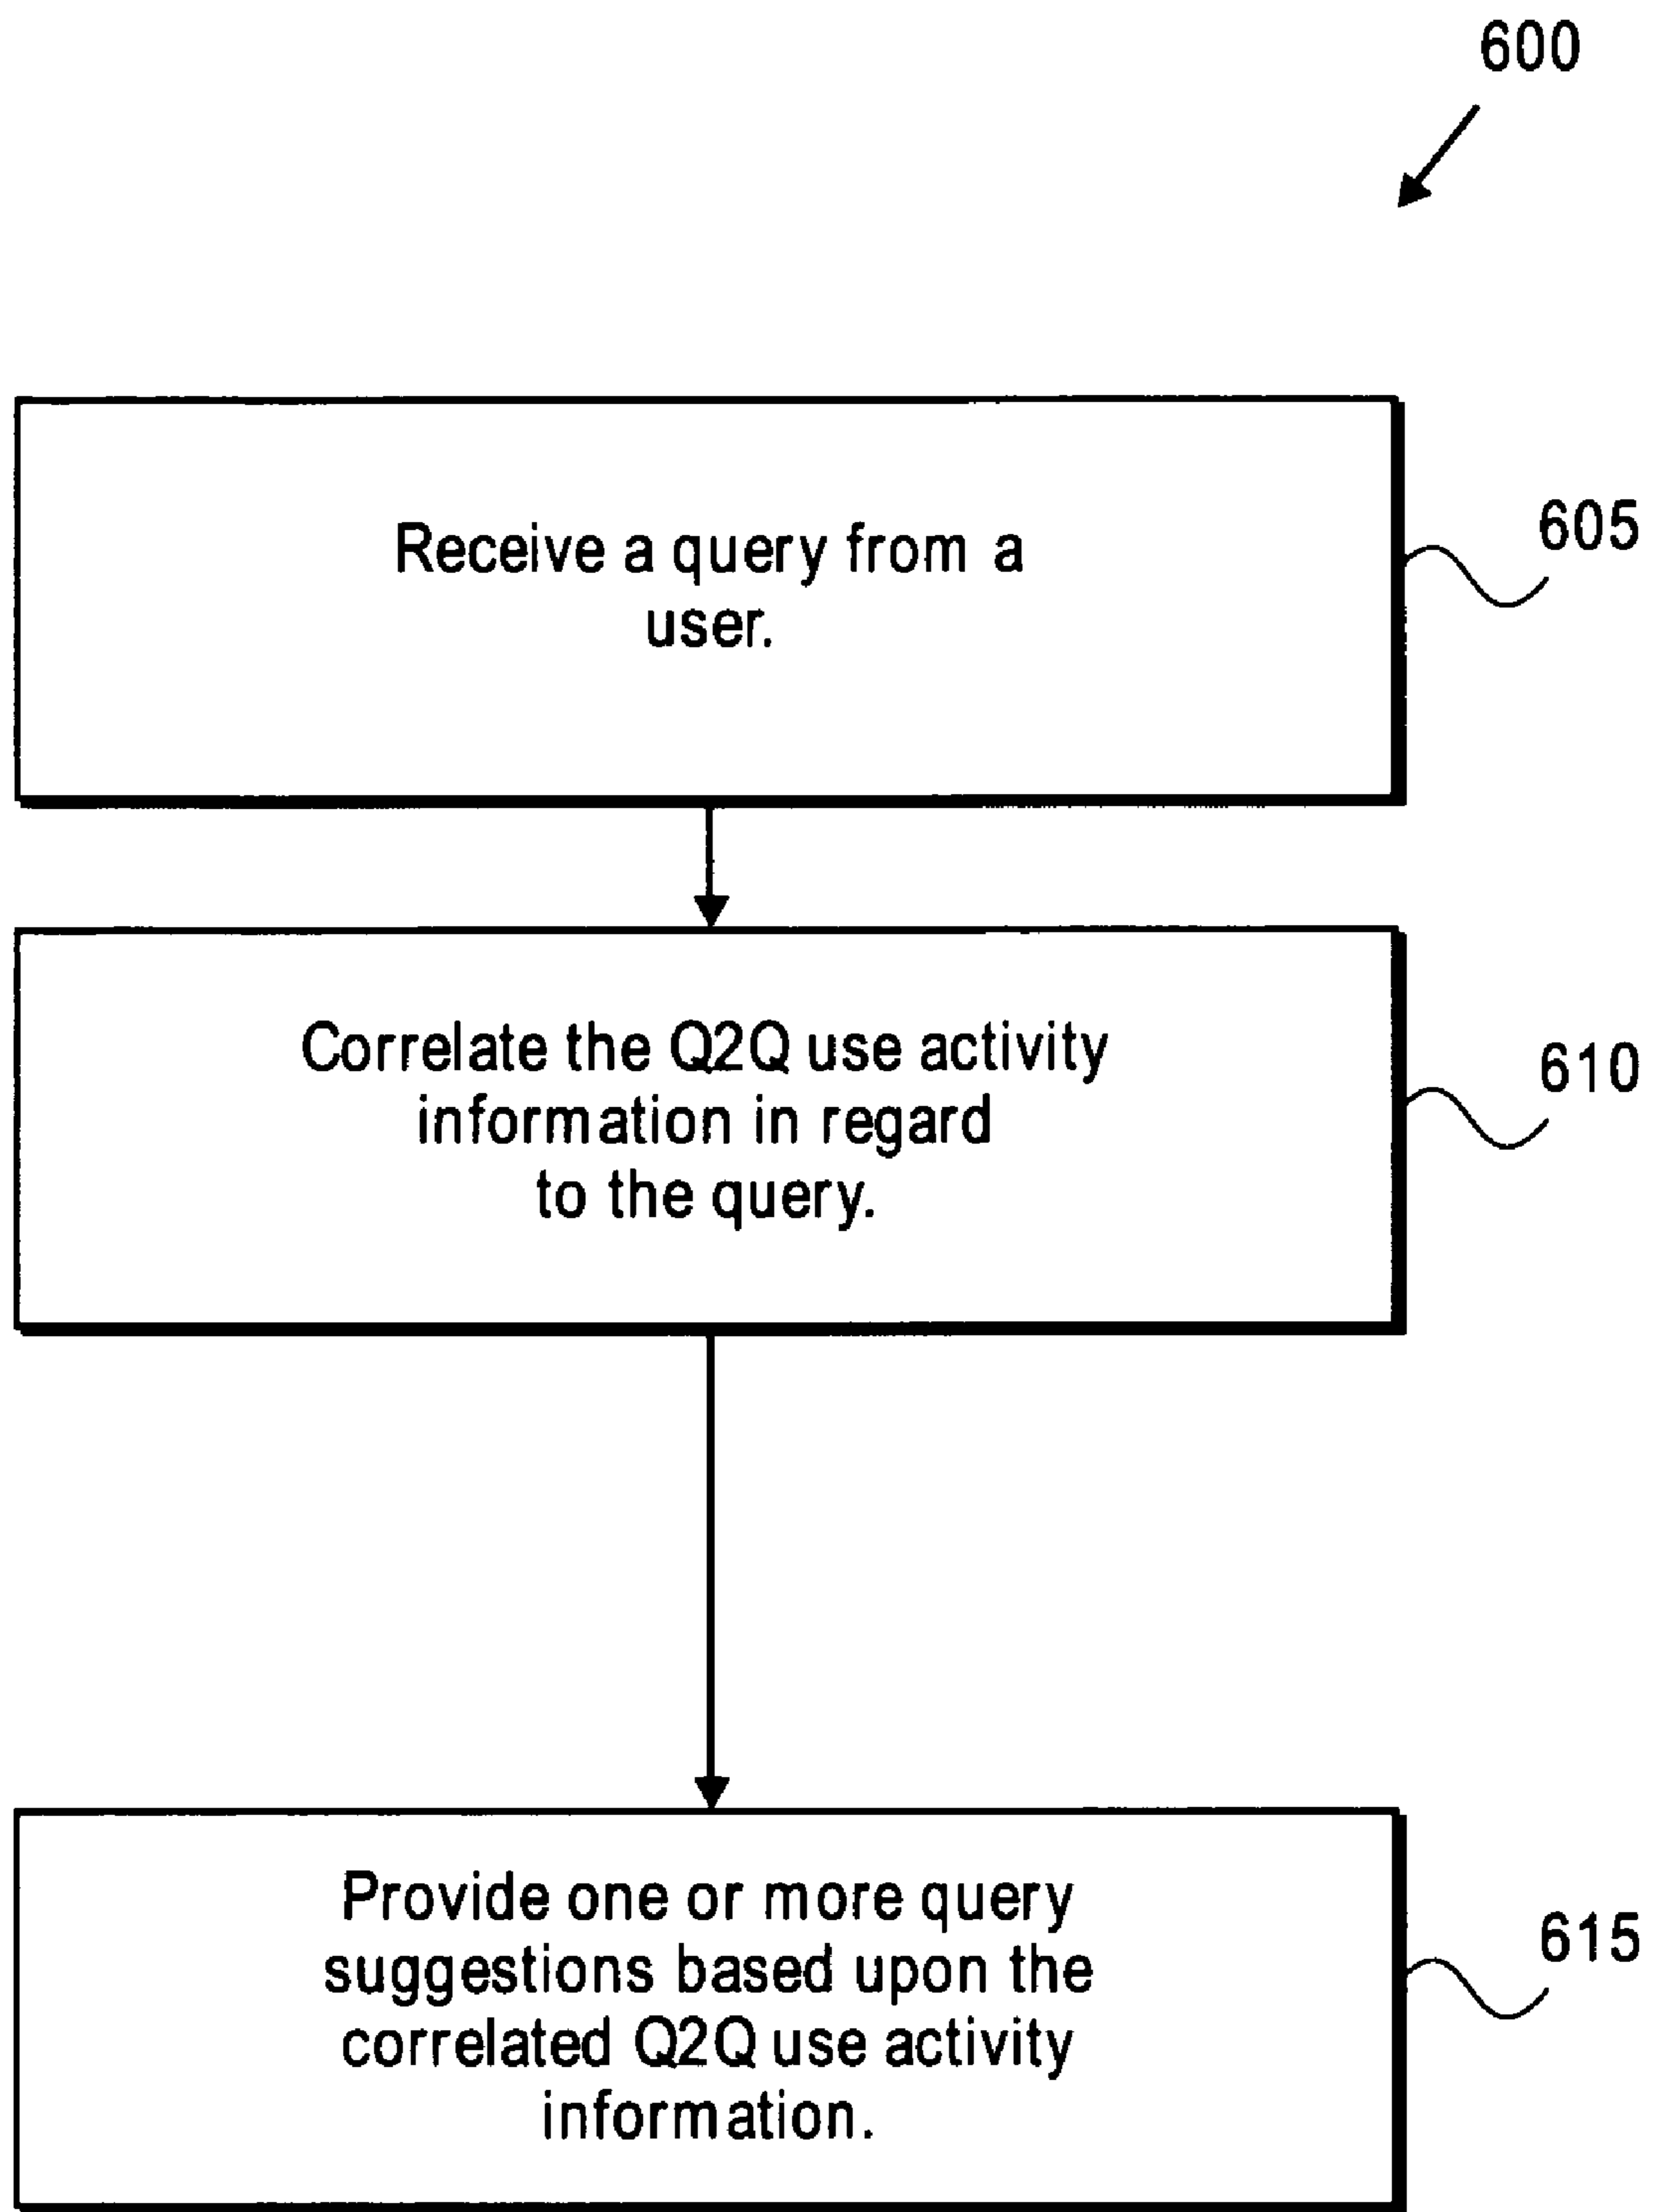 600
Receive a query from a
user.
605
Correlate the Q2Q use activity
information in regard
to the query.
610
Provide one or more query
suggestions based upon the
correlated Q2Q use activity
information.
615